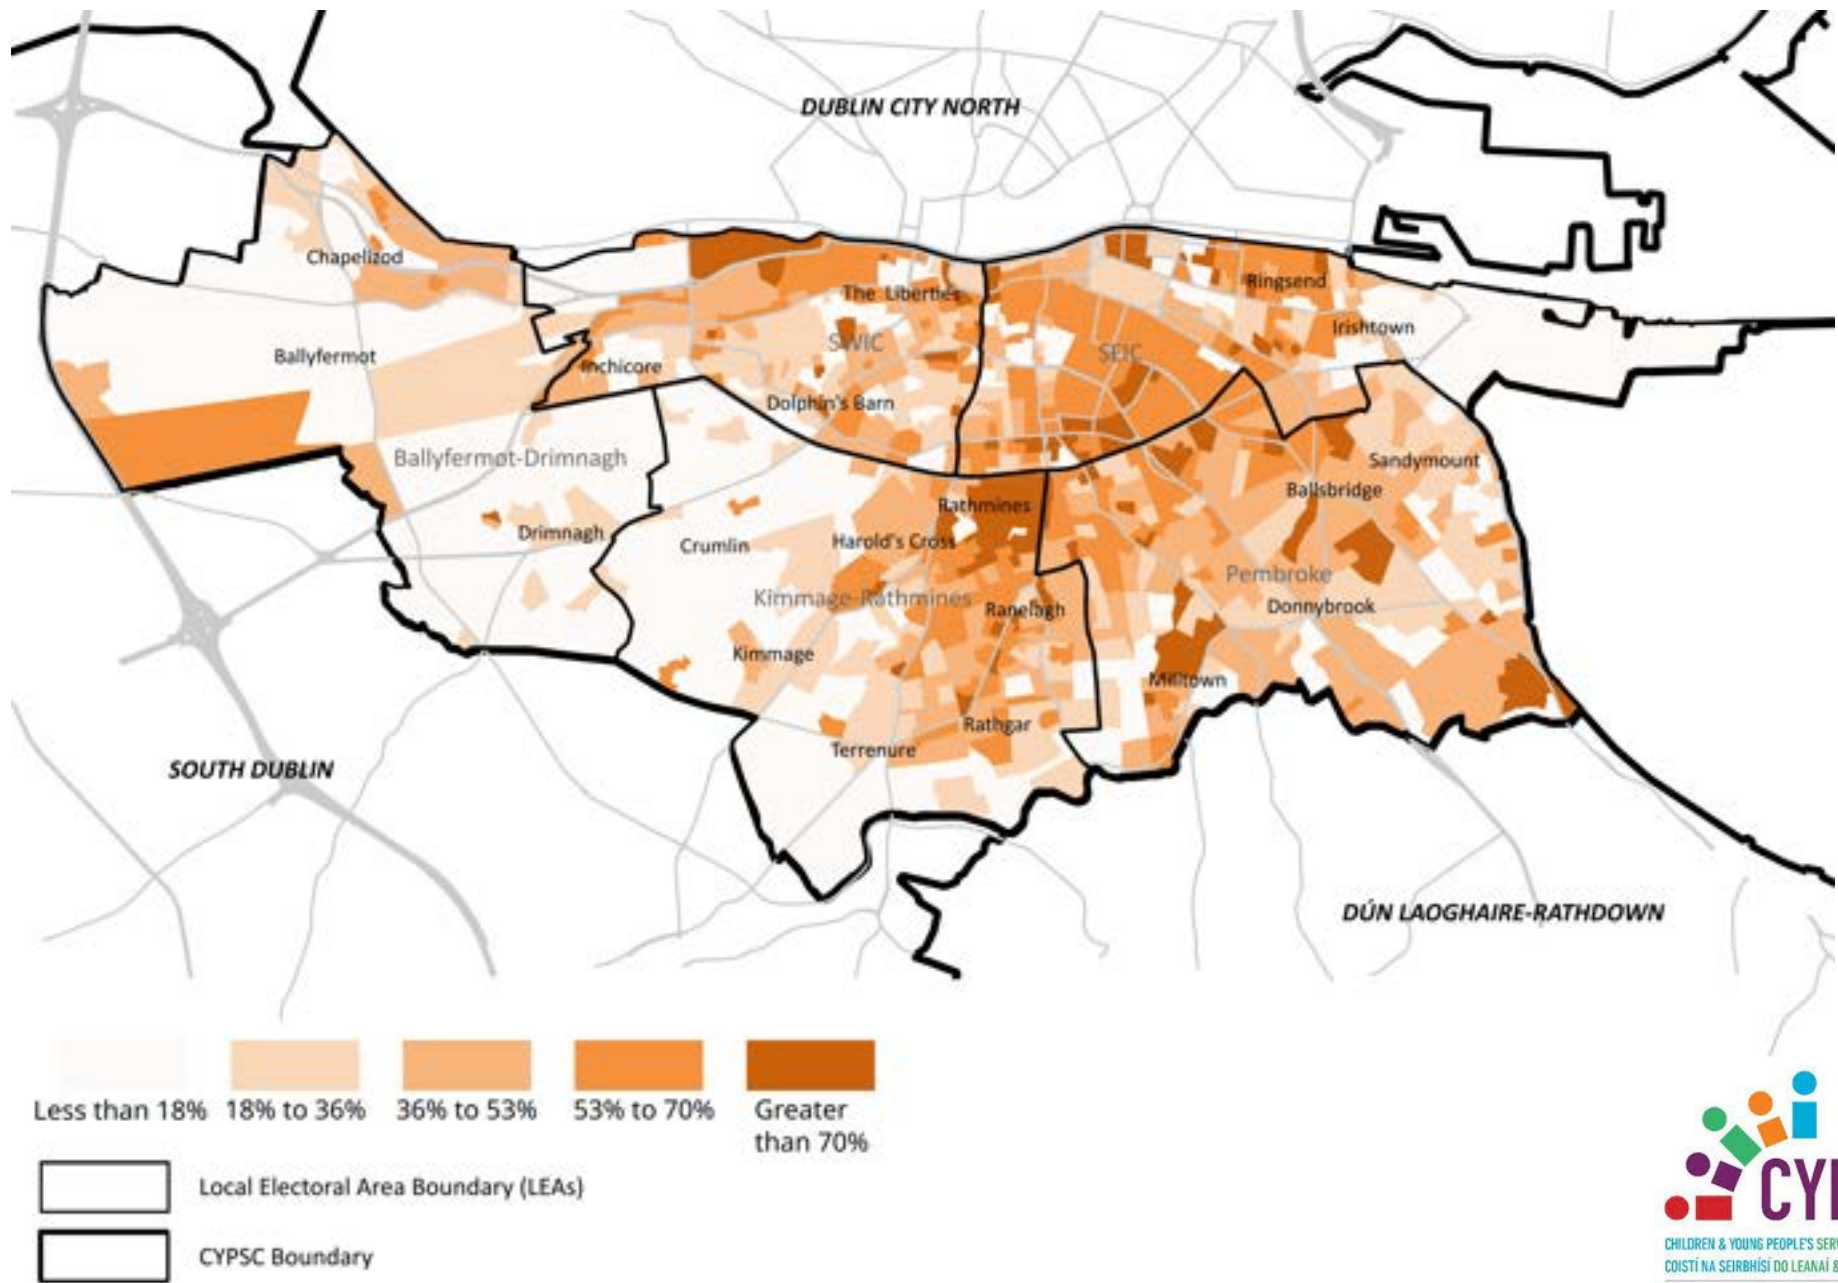 DUBLIN CITY NORTH
Chapelizod
The Liberties
Ringsend
Irishtown
SWIC
SEIC
Ballyfermot
Inchicore
Dolphin's Barn
Ballyfermot-Drimnagh
Sandymount
Ballsbridge
Rathmines
Drimnagh
Crumlin
Harold's Cross
Pembroke
Kimmage-Rathmines
Ranelagh
Donnybrook
Kimmage
Milltown
Rathgar
Terrenure
SOUTH DUBLIN
DÚN LAOGHAIRE-RATHDOWN
Less than 18%
18% to 36%
36% to 53%
53% to 70%
Greater
than 70%
Local Electoral Area Boundary (LEAs)
CYPSC Boundary
CY
CHILDREN & YOUNG PEOPLE'S SER
COISTÍ NA SEIRBHÍSÍ DO LEANAÍ &